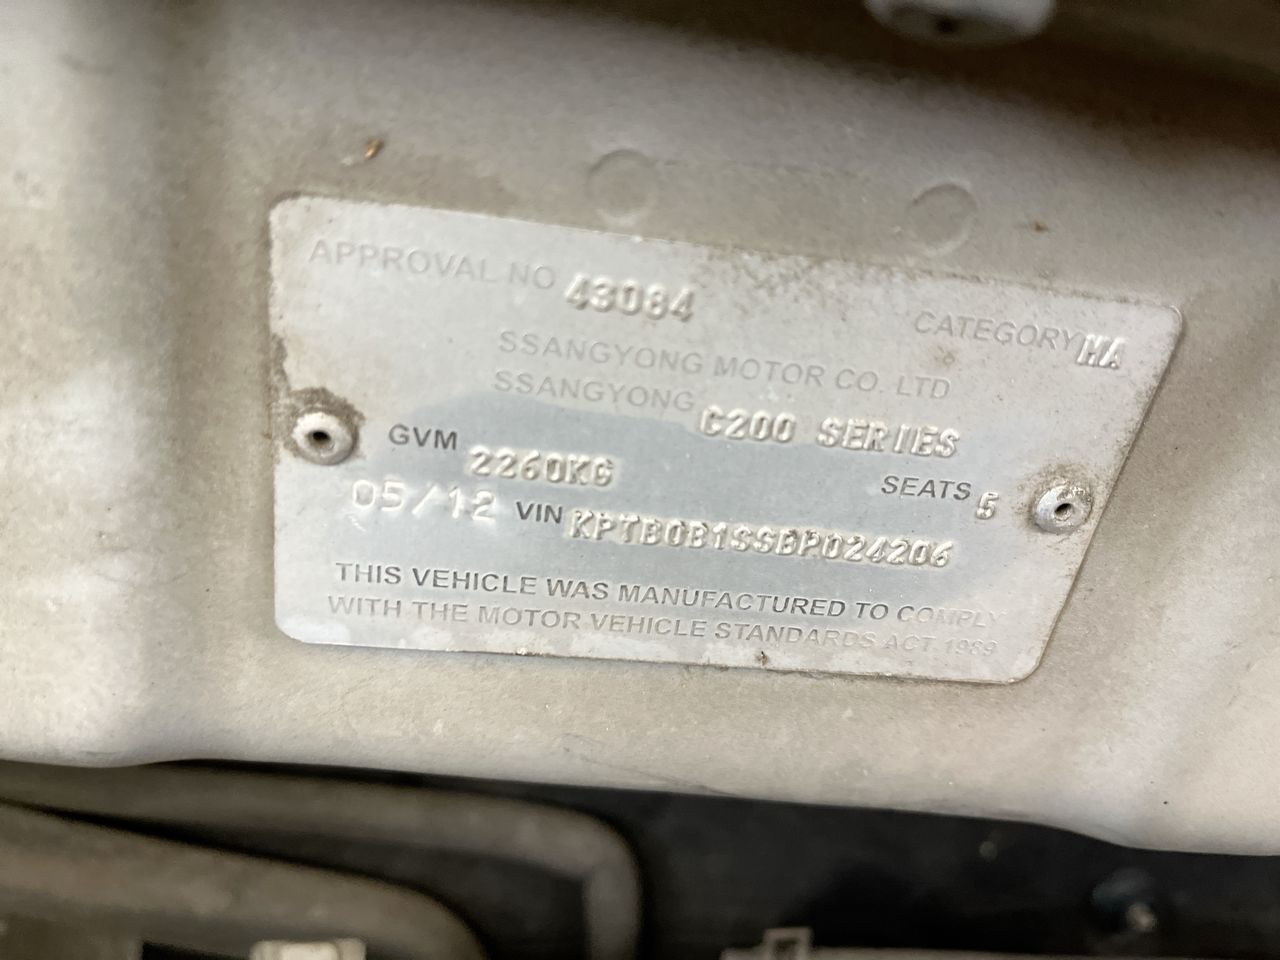 APPROVAL NO 43084
CATEGORY MA
SSANGYONG MOTOR CO. LTD
SSANGYONG C200 SERIES
GVM 2260KG SEATS 5
05/12 VIN KPTB0B1SSBP024206
THIS VEHICLE WAS MANUFACTURED TO COMPLY
WITH THE MOTOR VEHICLE STANDARDS ACT 1989